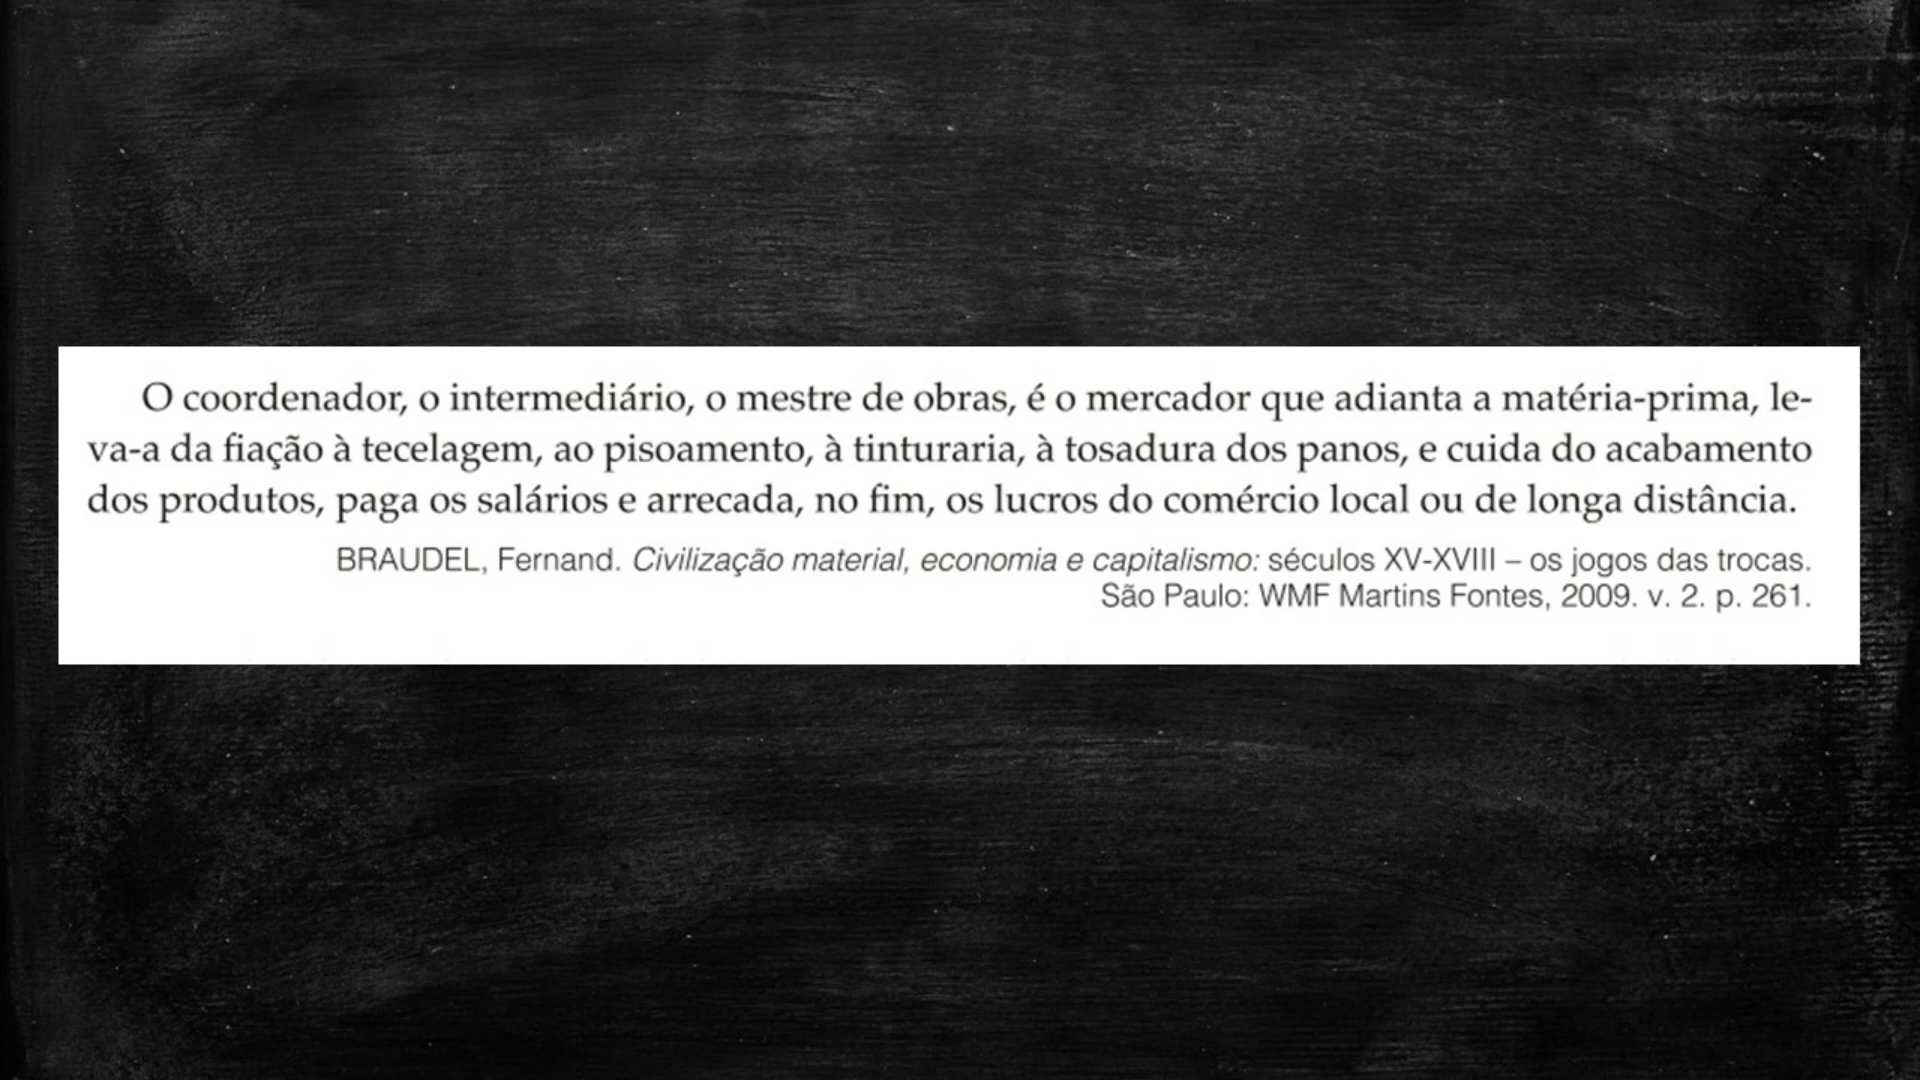 O coordenador, o intermediário, o mestre de obras, é o mercador que adianta a matéria-prima, le-
va-a da fiação à tecelagem, ao pisoamento, à tinturaria, à tosadura dos panos, e cuida do acabamento
dos produtos, paga os salários e arrecada, no fim, os lucros do comércio local ou de longa distância.
BRAUDEL, Fernand. Civilização material, economia e capitalismo: séculos XV-XVIII – os jogos das trocas.
São Paulo: WMF Martins Fontes, 2009. v. 2. p. 261.